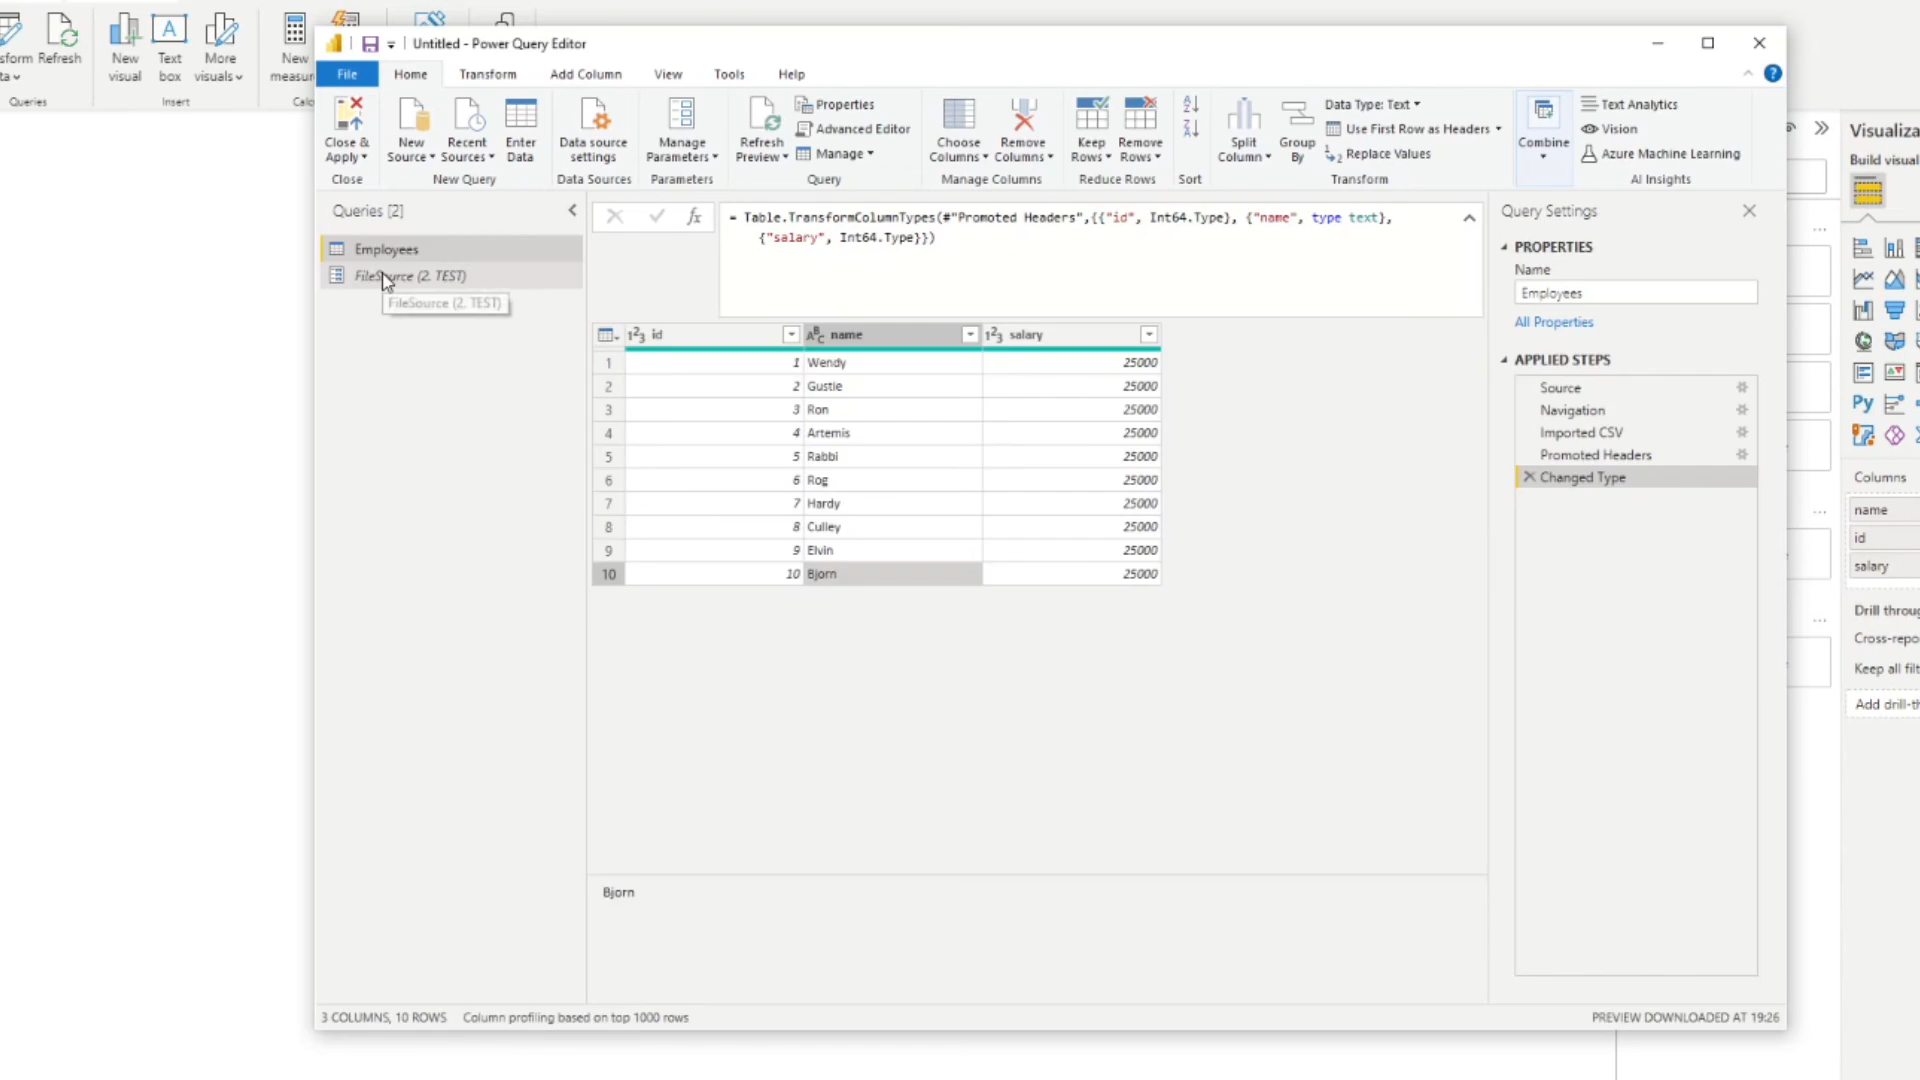 Untitled - Power Query Editor
File Home Transform Add Column View Tools Help
Refresh
New visual
Text box
More visuals
New
Queries
Insert
Close & Apply
New Source
Recent Sources
Enter Data
Data source settings
Manage Parameters
Refresh Preview
Properties
Advanced Editor
Manage
Choose Columns
Remove Columns
Keep Rows
Remove Rows
Split Column
Group By
Data Type: Text
Use First Row as Headers
Replace Values
Combine
Text Analytics
Vision
Azure Machine Learning
Close
New Query
Data Sources
Parameters
Query
Manage Columns
Reduce Rows
Sort
Transform
AI Insights
Queries [2]
Employees
FileSource (2. TEST)
FileSource (2. TEST)
fx
= Table.TransformColumnTypes(#"Promoted Headers",{{"id", Int64.Type}, {"name", type text},
{"salary", Int64.Type}})
123 id ABC name 123 salary
1 1 Wendy 25000
2 2 Gustie 25000
3 3 Ron 25000
4 4 Artemis 25000
5 5 Rabbi 25000
6 6 Rog 25000
7 7 Hardy 25000
8 8 Culley 25000
9 9 Elvin 25000
10 10 Bjorn 25000
Bjorn
Query Settings
PROPERTIES
Name
Employees
All Properties
APPLIED STEPS
Source
Navigation
Imported CSV
Promoted Headers
Changed Type
3 COLUMNS, 10 ROWS Column profiling based on top 1000 rows
PREVIEW DOWNLOADED AT 19:26
Build
Py
Columns
name
id
salary
Drill
Keep all
Add